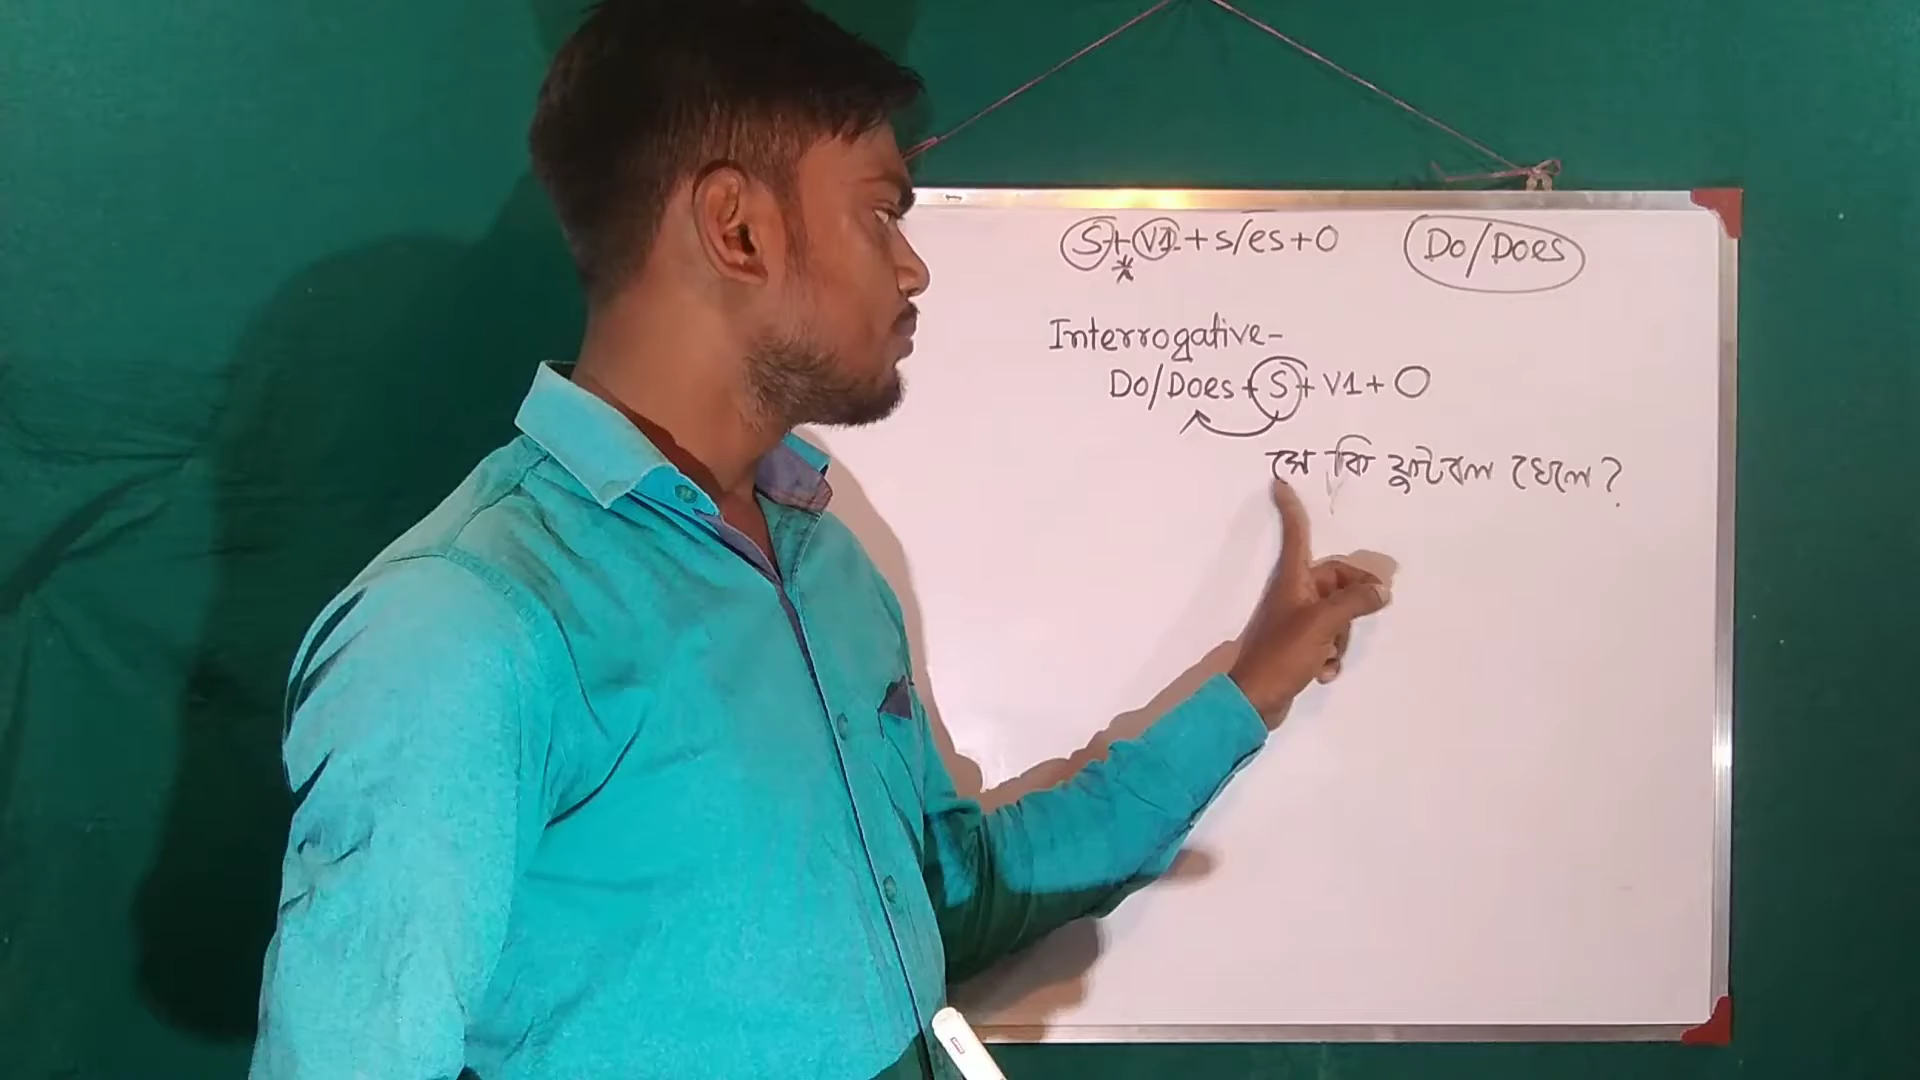 S+V1+s/es+O Do/Does
*
Interrogative-
Do/Does+S+V1+O
সে কি ফুটবল খেলে?